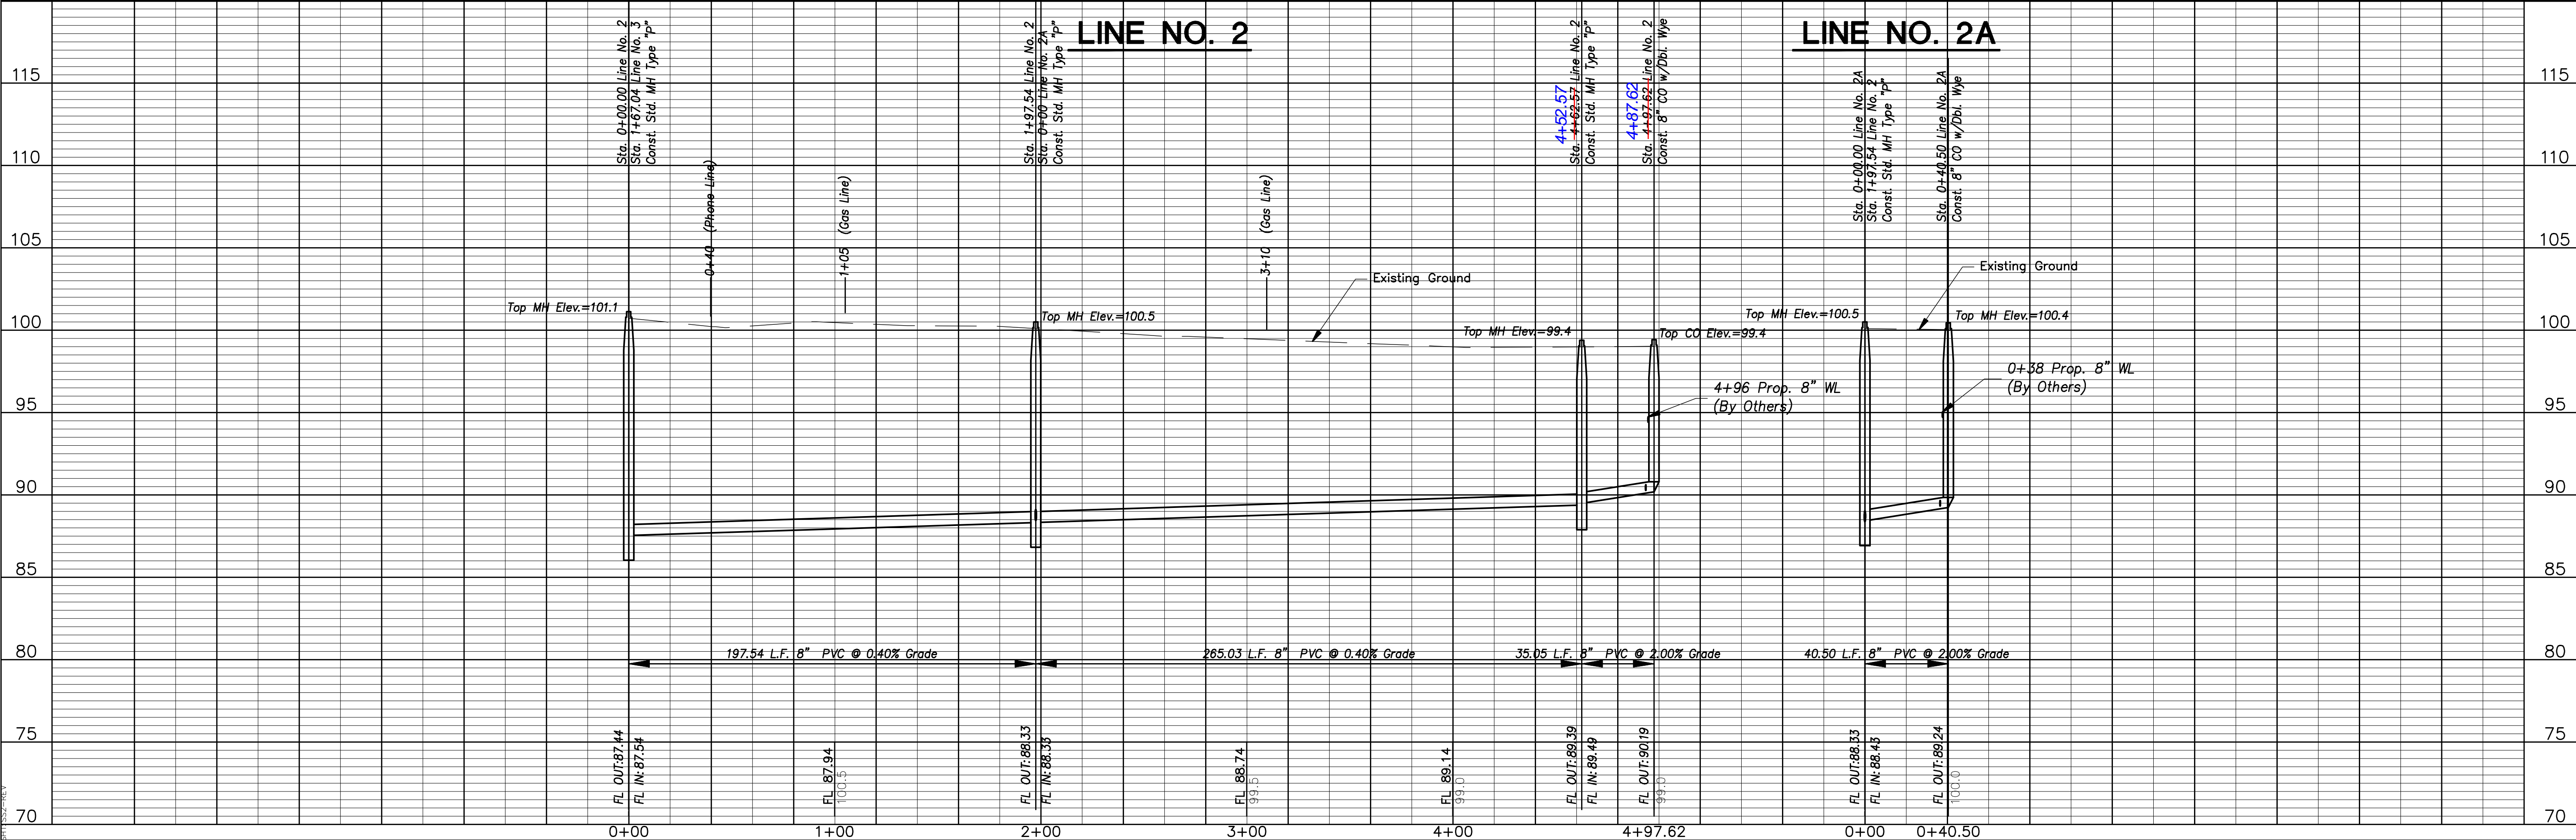 LINE NO. 2
LINE NO. 2A
Sta. 0+00.00 Line No. 2
Sta. 1+67.04 Line No. 3
Const. Std. MH Type "P"
Sta. 1+97.54 Line No. 2
Sta. 0+00 Line No. 2A
Const. Std. MH Type "P"
4+52.57
Sta. 4+62.57 Line No. 2
Const. Std. MH Type "P"
4+87.62
Sta. 4+97.62 Line No. 2
Const. 8" CO w/Dbl. Wye
Sta. 0+00.00 Line No. 2A
Sta. 1+97.54 Line No. 2
Const. Std. MH Type "P"
Sta. 0+40.50 Line No. 2A
Const. 8" CO w/Dbl. Wye
115
115
110
110
105
105
100
100
95
95
90
90
85
85
80
80
75
75
70
70
0+40 (Phone Line)
1+05 (Gas Line)
3+10 (Gas Line)
Existing Ground
Existing Ground
Top MH Elev.=101.1
Top MH Elev.=100.5
Top MH Elev.=99.4
Top CO Elev.=99.4
Top MH Elev.=100.5
Top MH Elev.=100.4
4+96 Prop. 8" WL
(By Others)
0+38 Prop. 8" WL
(By Others)
197.54 L.F. 8" PVC @ 0.40% Grade
265.03 L.F. 8" PVC @ 0.40% Grade
35.05 L.F. 8" PVC @ 2.00% Grade
40.50 L.F. 8" PVC @ 2.00% Grade
FL OUT:87.44
FL IN:87.54
FL 87.94
100.5
FL OUT:88.33
FL IN:88.33
FL 88.74
99.5
FL 89.14
99.0
FL OUT:89.39
FL IN:89.49
FL OUT:90.19
99.0
FL OUT:88.33
FL IN:88.43
FL OUT:89.24
100.0
0+00
1+00
2+00
3+00
4+00
4+97.62
0+00
0+40.50